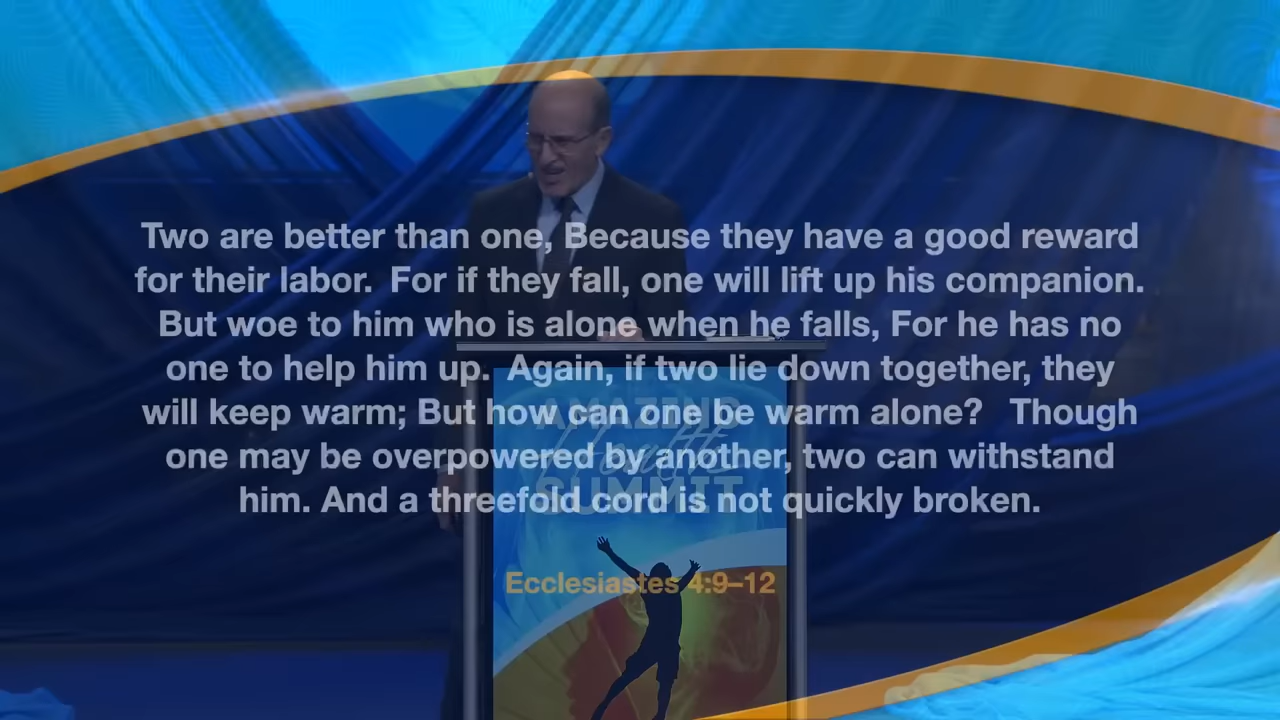 Two are better than one, Because they have a good reward
for their labor.  For if they fall, one will lift up his companion.
But woe to him who is alone when he falls, For he has no
one to help him up.  Again, if two lie down together, they
will keep warm; But how can one be warm alone?   Though
one may be overpowered by another, two can withstand
him. And a threefold cord is not quickly broken.
Ecclesiastes 4:9–12
AMAZING
Health
SUMMIT